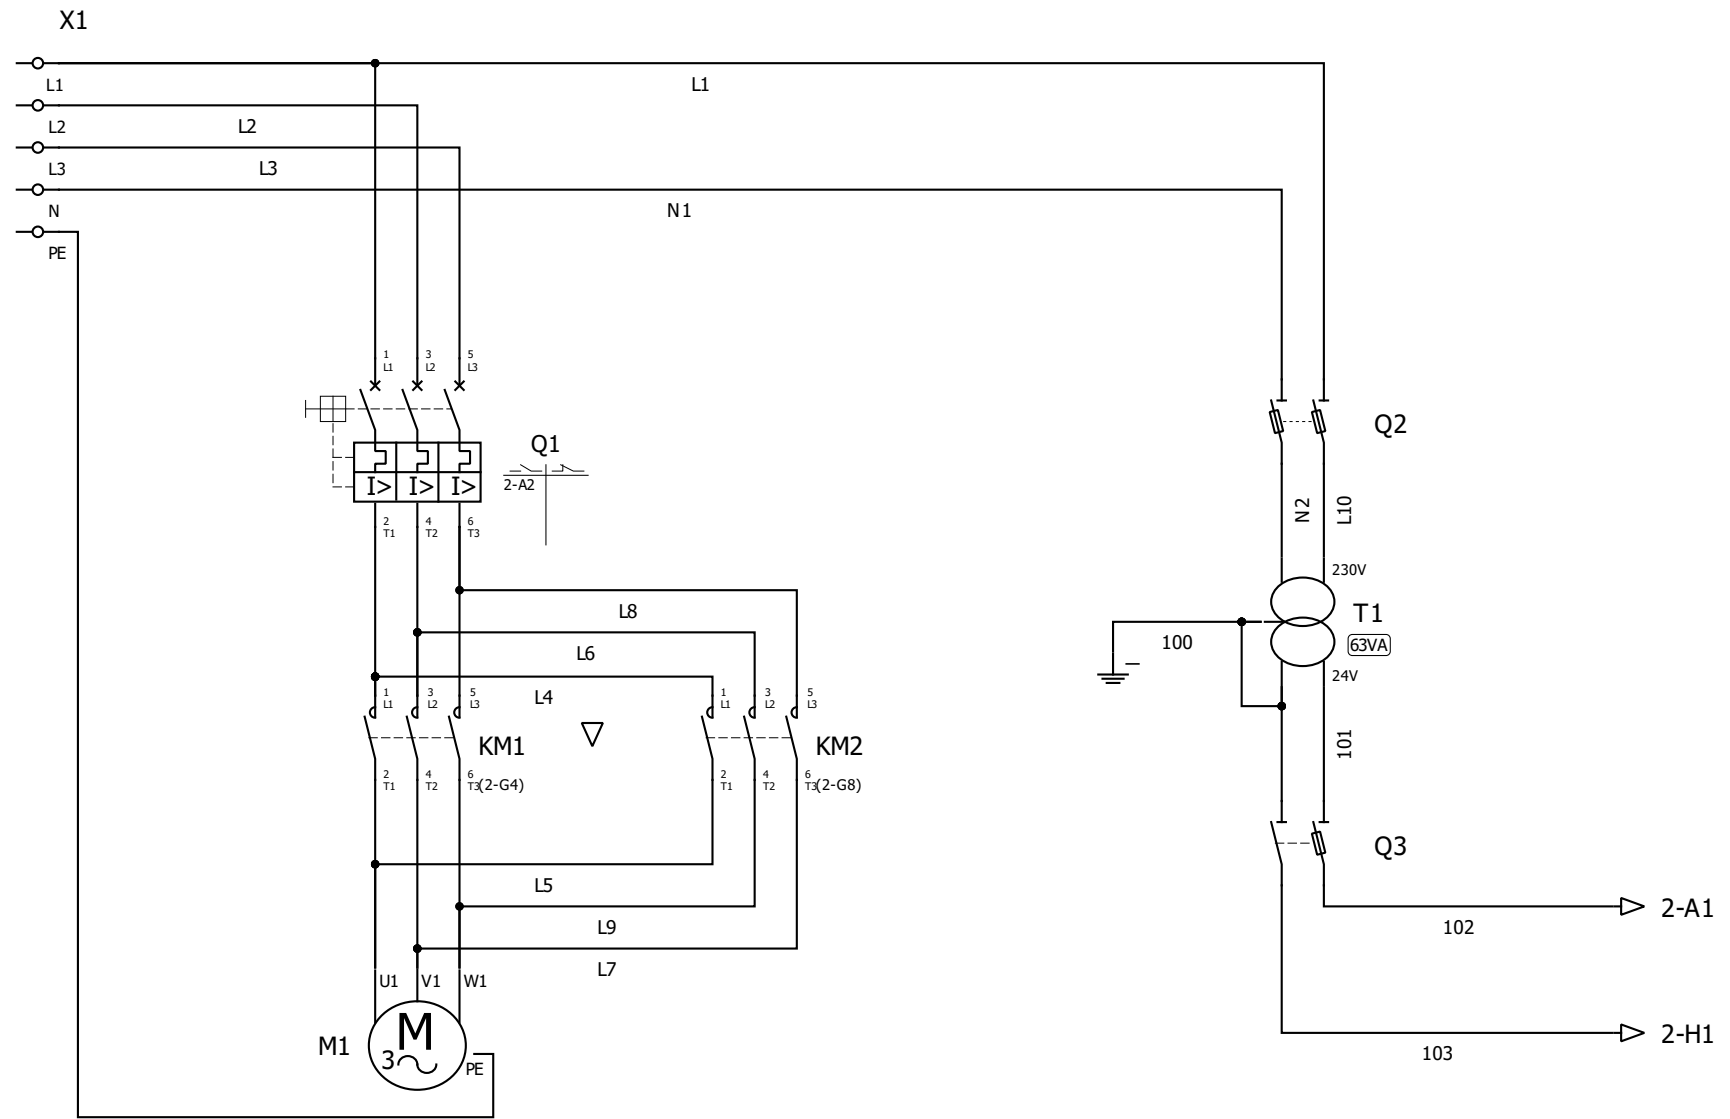 X1
L1
L1
L2
L2
L3
L3
N
N1
PE
1 3 5
L1 L2 L3
Q1
2-A2
I> I> I>
2 4 6
T1 T2 T3
Q2
N2 L10
230V
T1
63VA
24V
100
L8
L6
L4
1 3 5
L1 L2 L3
KM1
2 4 6
T1 T2 T3(2-G4)
1 3 5
L1 L2 L3
KM2
2 4 6
T1 T2 T3(2-G8)
101
Q3
L5
L9
L7
2-A1
102
U1 V1 W1
M1
M
3
PE
2-H1
103